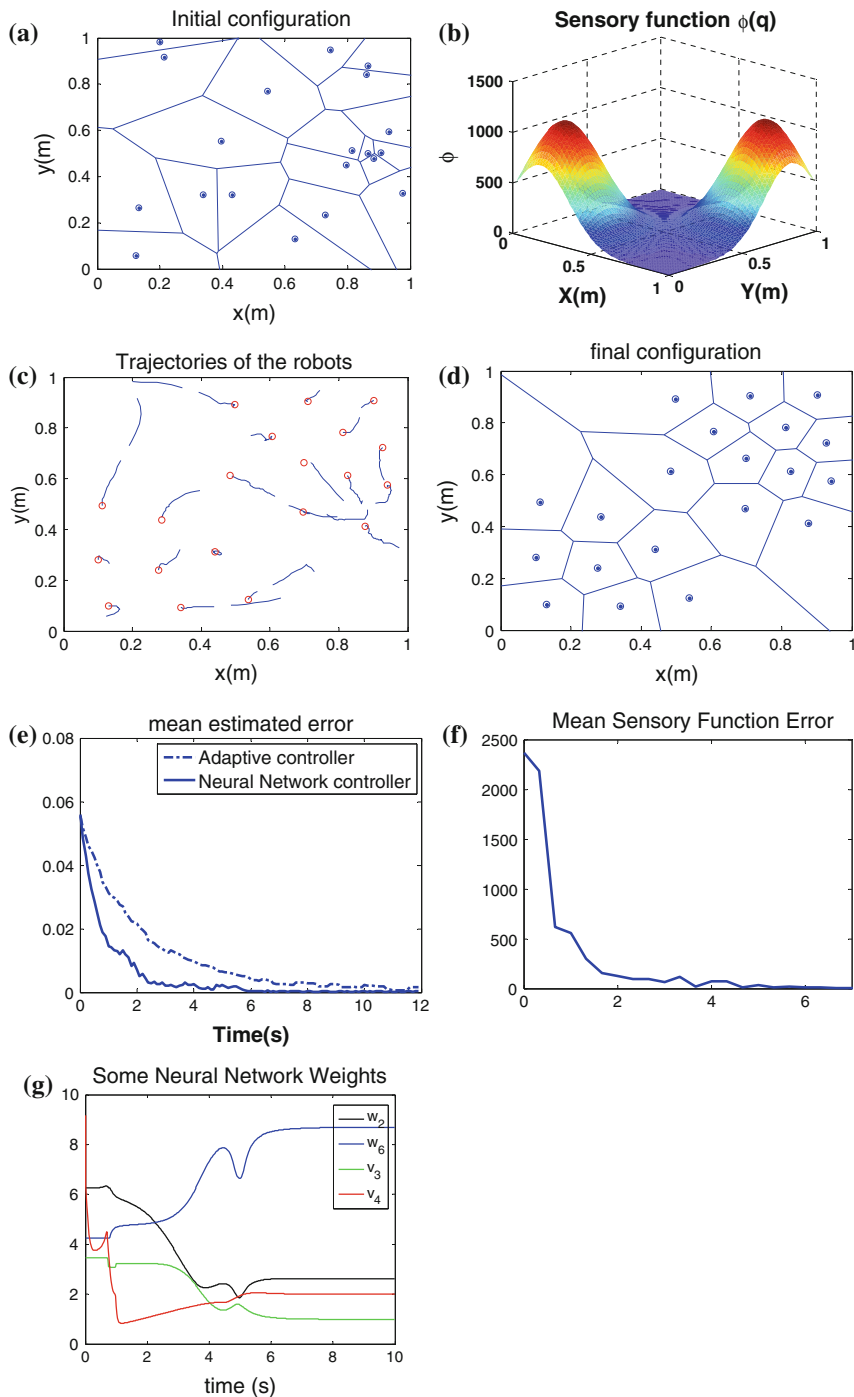 (a)
Initial configuration
1
0.8
0.6
0.4
0.2
0
y(m)
0 0.2 0.4 0.6 0.8 1
x(m)
(b)
Sensory function ϕ(q)
1500
1000
500
0
ϕ
0 0.5 1
X(m)
0 0.5 1
Y(m)
(c)
Trajectories of the robots
1
0.8
0.6
0.4
0.2
0
y(m)
0 0.2 0.4 0.6 0.8 1
x(m)
(d)
final configuration
1
0.8
0.6
0.4
0.2
0
y(m)
0 0.2 0.4 0.6 0.8 1
x(m)
(e)
mean estimated error
0.08
0.06
0.04
0.02
0
Adaptive controller
Neural Network controller
0 2 4 6 8 10 12
Time(s)
(f)
Mean Sensory Function Error
2500
2000
1500
1000
500
0
0 2 4 6
(g)
Some Neural Network Weights
10
8
6
4
2
0
w_2
w_6
v_3
v_4
0 2 4 6 8 10
time (s)